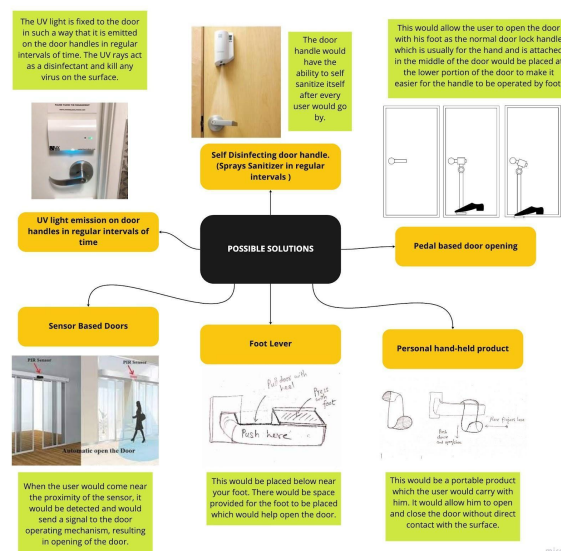 The UV light is fixed to the door
in such a way that it is emitted
on the door handles in regular
intervals of time. The UV rays act
as a disinfectant and kill any
virus on the surface.
The door
handle would
have the
ability to self
sanitize itself
after every
user would go
by.
This would allow the user to open the door
with his foot as the normal door lock handle
which is usually for the hand and is attached
in the middle of the door would be placed at
the lower portion of the door to make it
easier for the handle to be operated by foot
Self Disinfecting door handle.
(Sprays Sanitizer in regular
intervals )
UV light emission on door
handles in regular intervals of
time
POSSIBLE SOLUTIONS
Pedal based door opening
Sensor Based Doors
Foot Lever
Personal hand-held product
PIR Sensor
PIR Sensor
Automatic open the Door
Pull door with
heel
Press
with
foot
Push here
Place fingers here
Push
door
When the user would come near
the proximity of the sensor, it
would be detected and would
send a signal to the door
operating mechanism, resulting
in opening of the door.
This would be placed below near
your foot. There would be space
provided for the foot to be placed
which would help open the door.
This would be a portable product
which the user would carry with
him. It would allow him to open
and close the door without direct
contact with the surface.